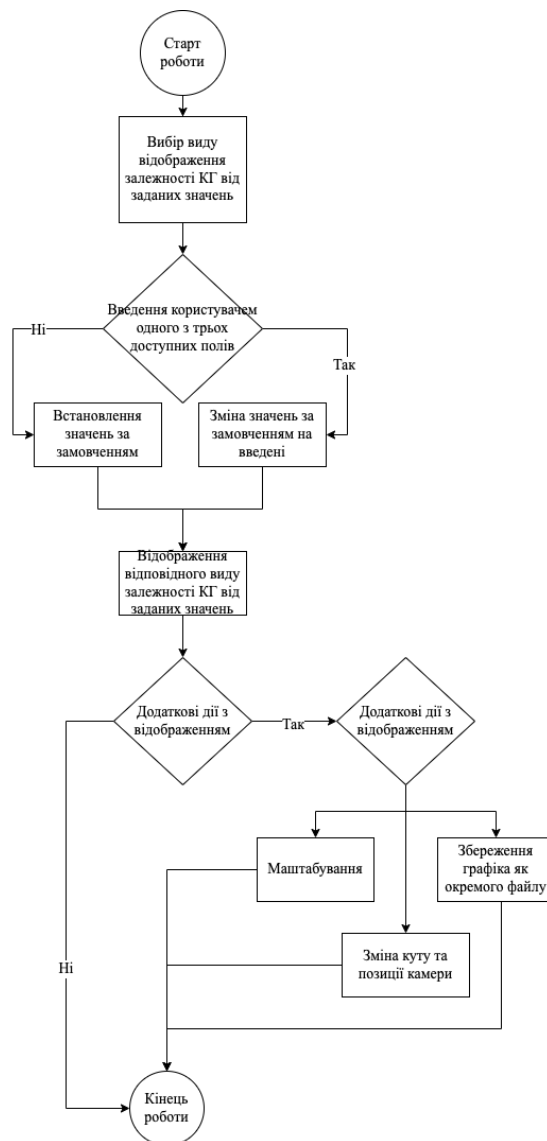 Старт
роботи
Вибір виду
відображення
залежності КГ від
заданих значень
Введення користувачем
одного з трьох
доступних полів
Ні
Так
Встановлення
значень за
замовченням
Зміна значень за
замовченням на
введені
Відображення
відповідного виду
залежності КГ від
заданих значень
Додаткові дії з
відображенням
Так
Додаткові дії з
відображенням
Маштабування
Збереження
графіка як
окремого файлу
Зміна куту та
позиції камери
Ні
Кінець
роботи